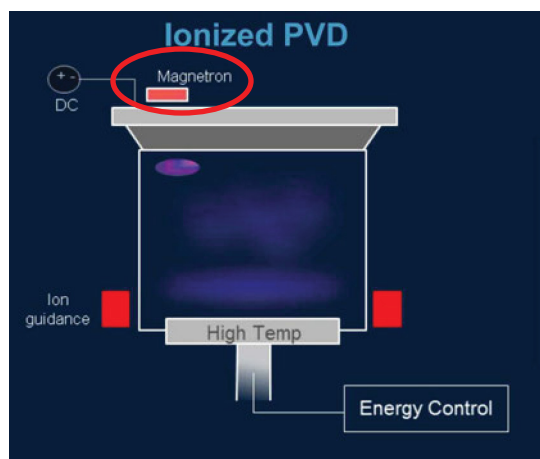 Ionized PVD
Magnetron
+ -
DC
Ion
guidance
High Temp
Energy Control